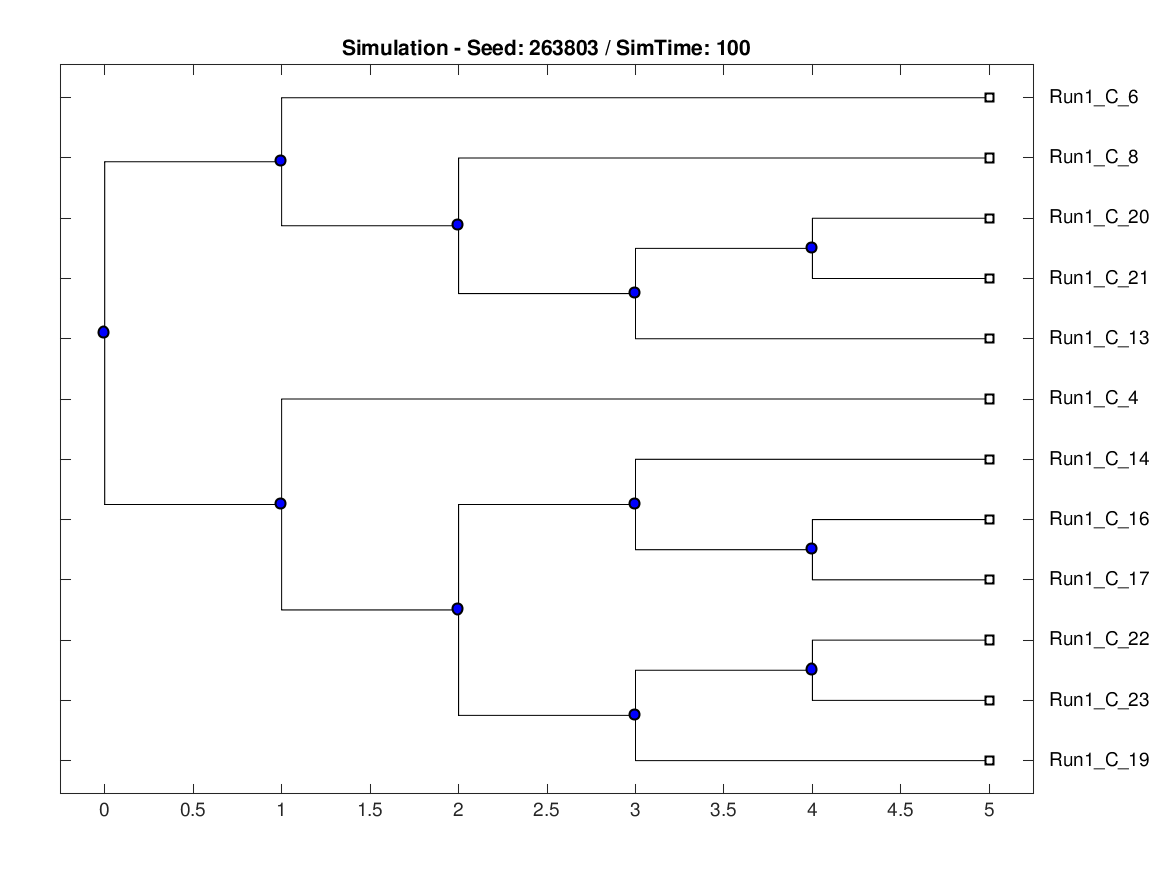 Simulation - Seed: 263803 / SimTime: 100
Run1_C_6
Run1_C_8
Run1_C_20
Run1_C_21
Run1_C_13
Run1_C_4
Run1_C_14
Run1_C_16
Run1_C_17
Run1_C_22
Run1_C_23
Run1_C_19
0 0.5 1 1.5 2 2.5 3 3.5 4 4.5 5